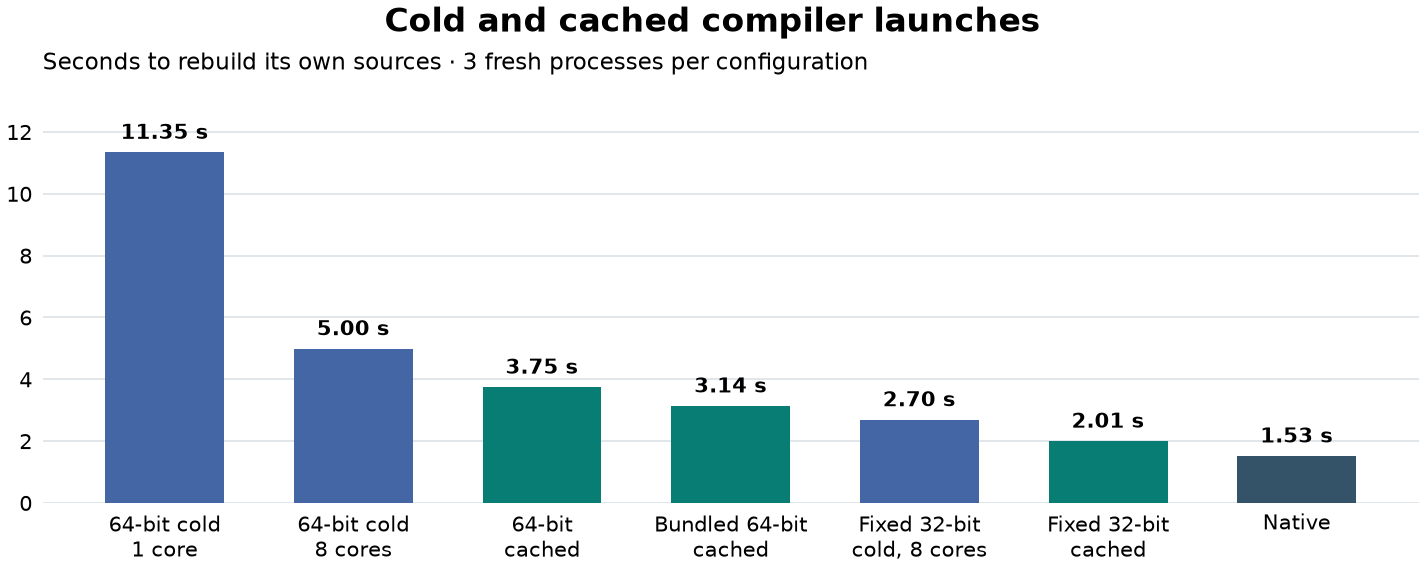 Cold and cached compiler launches
Seconds to rebuild its own sources · 3 fresh processes per configuration
12
10
8
6
4
2
0
11.35 s
5.00 s
3.75 s
3.14 s
2.70 s
2.01 s
1.53 s
64-bit cold
1 core
64-bit cold
8 cores
64-bit
cached
Bundled 64-bit
cached
Fixed 32-bit
cold, 8 cores
Fixed 32-bit
cached
Native